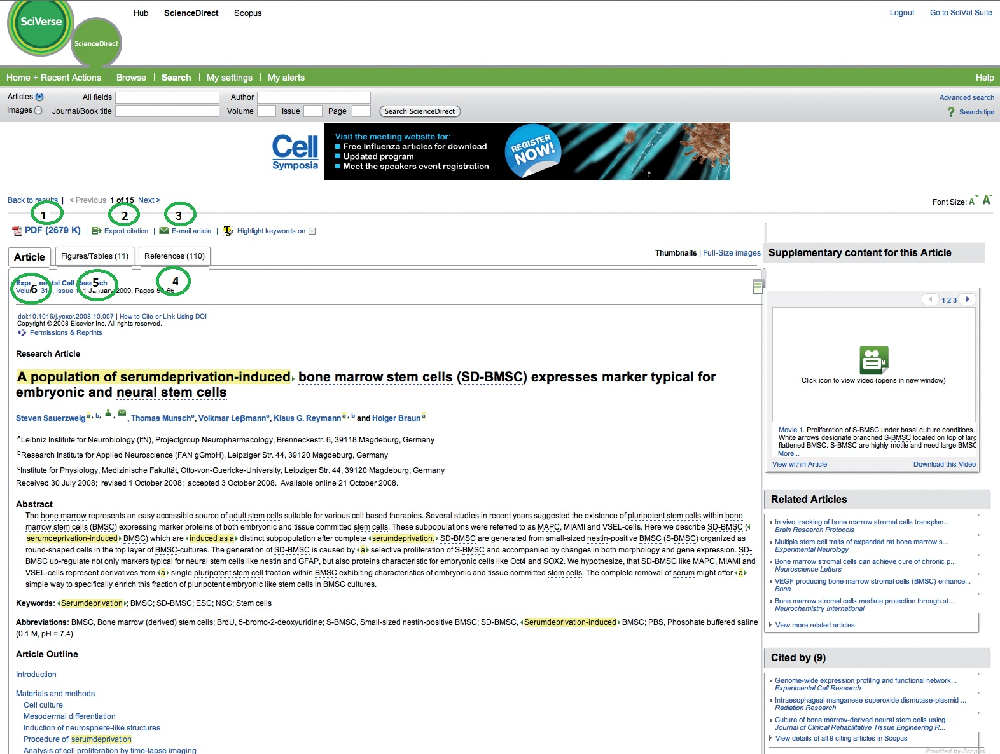 SciVerse
ScienceDirect
Hub ScienceDirect Scopus
Logout Go to SciVal Suite
Home + Recent Actions Browse Search My settings My alerts
Help
Articles All fields Author
Images Journal/Book title Volume Issue Page Search ScienceDirect
Advanced search
? Search tips
Cell
Symposia
Visit the meeting website for:
Free Influenza articles for download
Updated program
Meet the speakers event registration
REGISTER
NOW!
Back to results | < Previous 1 of 15 Next >
Font Size: A A
1 2 3
PDF (2679 K) | Export citation | E-mail article | Highlight keywords on
Article Figures/Tables (11) References (110)
Thumbnails | Full-Size images
6 5 4
Cell Research
Issue 1 January 2009, Pages
doi:10.1016/j.yexcr.2008.10.007 | How to Cite or Link Using DOI
Copyright © 2008 Elsevier Inc. All rights reserved.
Permissions & Reprints
Research Article
A population of serumdeprivation-induced bone marrow stem cells (SD-BMSC) expresses marker typical for
embryonic and neural stem cells
Steven Sauerzweig a, b, , Thomas Munsch c, Volkmar Leßmann c, Klaus G. Reymann a, b and Holger Braun a
a Leibniz Institute for Neurobiology (IfN), Projectgroup Neuropharmacology, Brenneckestr. 6, 39118 Magdeburg, Germany
b Research Institute for Applied Neuroscience (FAN gGmbH), Leipziger Str. 44, 39120 Magdeburg, Germany
c Institute for Physiology, Medizinische Fakultät, Otto-von-Guericke-University, Leipziger Str. 44, 39120 Magdeburg, Germany
Received 30 July 2008; revised 1 October 2008; accepted 3 October 2008. Available online 21 October 2008.
Abstract
The bone marrow represents an easy accessible source of adult stem cells suitable for various cell based therapies. Several studies in recent years suggested the existence of pluripotent stem cells within bone
marrow stem cells (BMSC) expressing marker proteins of both embryonic and tissue committed stem cells. These subpopulations were referred to as MAPC, MIAMI and VSEL-cells. Here we describe SD-BMSC (
serumdeprivation-induced BMSC) which are induced as a distinct subpopulation after complete serumdeprivation. SD-BMSC are generated from small-sized nestin-positive BMSC (S-BMSC) organized as
round-shaped cells in the top layer of BMSC-cultures. The generation of SD-BMSC is caused by a selective proliferation of S-BMSC and accompanied by changes in both morphology and gene expression. SD-
BMSC up-regulate not only markers typical for neural stem cells like nestin and GFAP, but also proteins characteristic for embryonic cells like Oct4 and SOX2. We hypothesize, that SD-BMSC like MAPC, MIAMI and
VSEL-cells represent derivatives from a single pluripotent stem cell fraction within BMSC exhibiting characteristics of embryonic and tissue committed stem cells. The complete removal of serum might offer a
simple way to specifically enrich this fraction of pluripotent embryonic like stem cells in BMSC cultures.
Keywords: Serumdeprivation; BMSC; SD-BMSC; ESC; NSC; Stem cells
Abbreviations: BMSC, Bone marrow (derived) stem cells; BrdU, 5-bromo-2-deoxyuridine; S-BMSC, Small-sized nestin-positive BMSC; SD-BMSC, Serumdeprivation-induced BMSC; PBS, Phosphate buffered saline
(0.1 M, pH = 7.4)
Article Outline
Introduction
Materials and methods
Cell culture
Mesodermal differentiation
Induction of neurosphere-like structures
Procedure of serumdeprivation
Analysis of cell proliferation by time-lapse imaging
Supplementary content for this Article
1 2 3
Click icon to view video (opens in new window)
Movie 1. Proliferation of S-BMSC under basal culture conditions.
White arrows designate branched S-BMSC located on top of larg
flattened BMSC. S-BMSC are highly motile and need large BMSC
More...
View within Article Download this Video
Related Articles
In vivo tracking of bone marrow stromal cells transplan...
Brain Research Protocols
Multiple stem cell traits of expanded rat bone marrow s...
Experimental Neurology
Bone marrow stromal cells can achieve cure of chronic p...
Neuroscience Letters
VEGF producing bone marrow stromal cells (BMSC) enhance...
Bone
Bone marrow stromal cells mediate protection through st...
Neurochemistry International
View more related articles
Cited by (9)
Genome-wide expression profiling and functional network...
Experimental Cell Research
Intraesophageal manganese superoxide dismutase-plasmid ...
Radiation Research
Culture of bone marrow-derived neural stem cells using ...
Journal of Clinical Rehabilitative Tissue Engineering R...
View details of all 9 citing articles in Scopus
Provided by Scopus